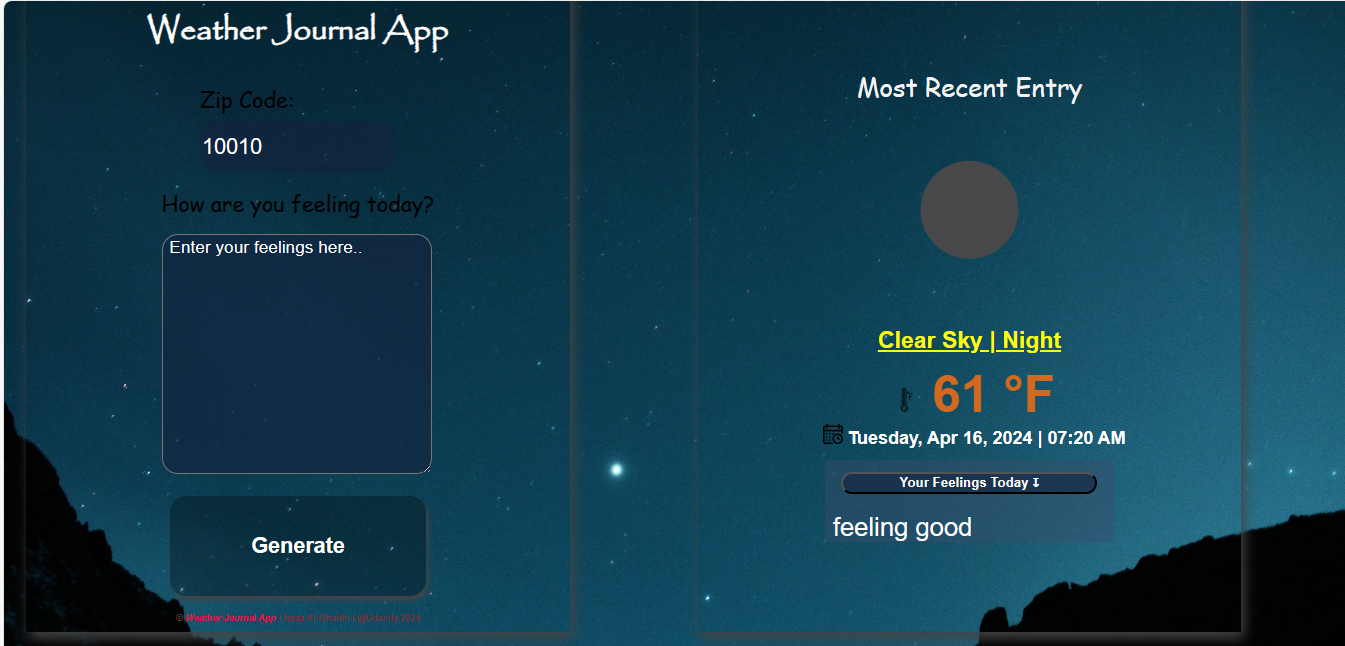 Weather Journal App
Zip Code:
10010
How are you feeling today?
Enter your feelings here..
Generate
© Weather-Journal App | Israa Al-Ghaithi | @Udacity,2024
Most Recent Entry
Clear Sky | Night
61 °F
Tuesday, Apr 16, 2024 | 07:20 AM
Your Feelings Today ↧
feeling good